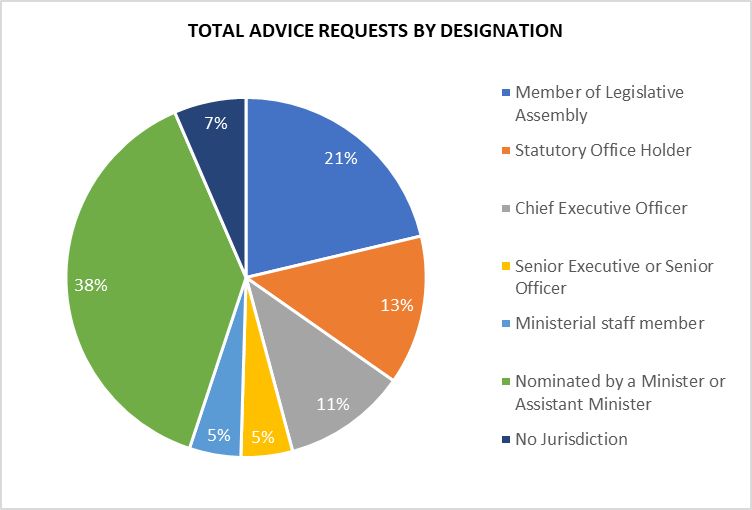 TOTAL ADVICE REQUESTS BY DESIGNATION
7%
21%
38%
13%
11%
5%
5%
Member of Legislative
Assembly
Statutory Office Holder
Chief Executive Officer
Senior Executive or Senior
Officer
Ministerial staff member
Nominated by a Minister or
Assistant Minister
No Jurisdiction